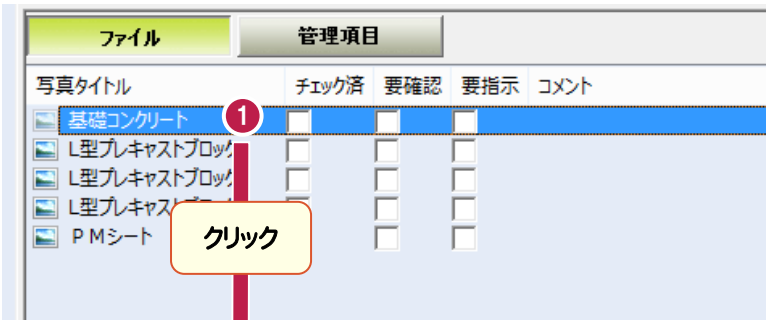 ファイル 管理項目
写真タイトル チェック済 要確認 要指示 コメント
基礎コンクリート 1
L型プレキャストブロック
L型プレキャストブロック
L型プレキャス
ＰＭシート
クリック